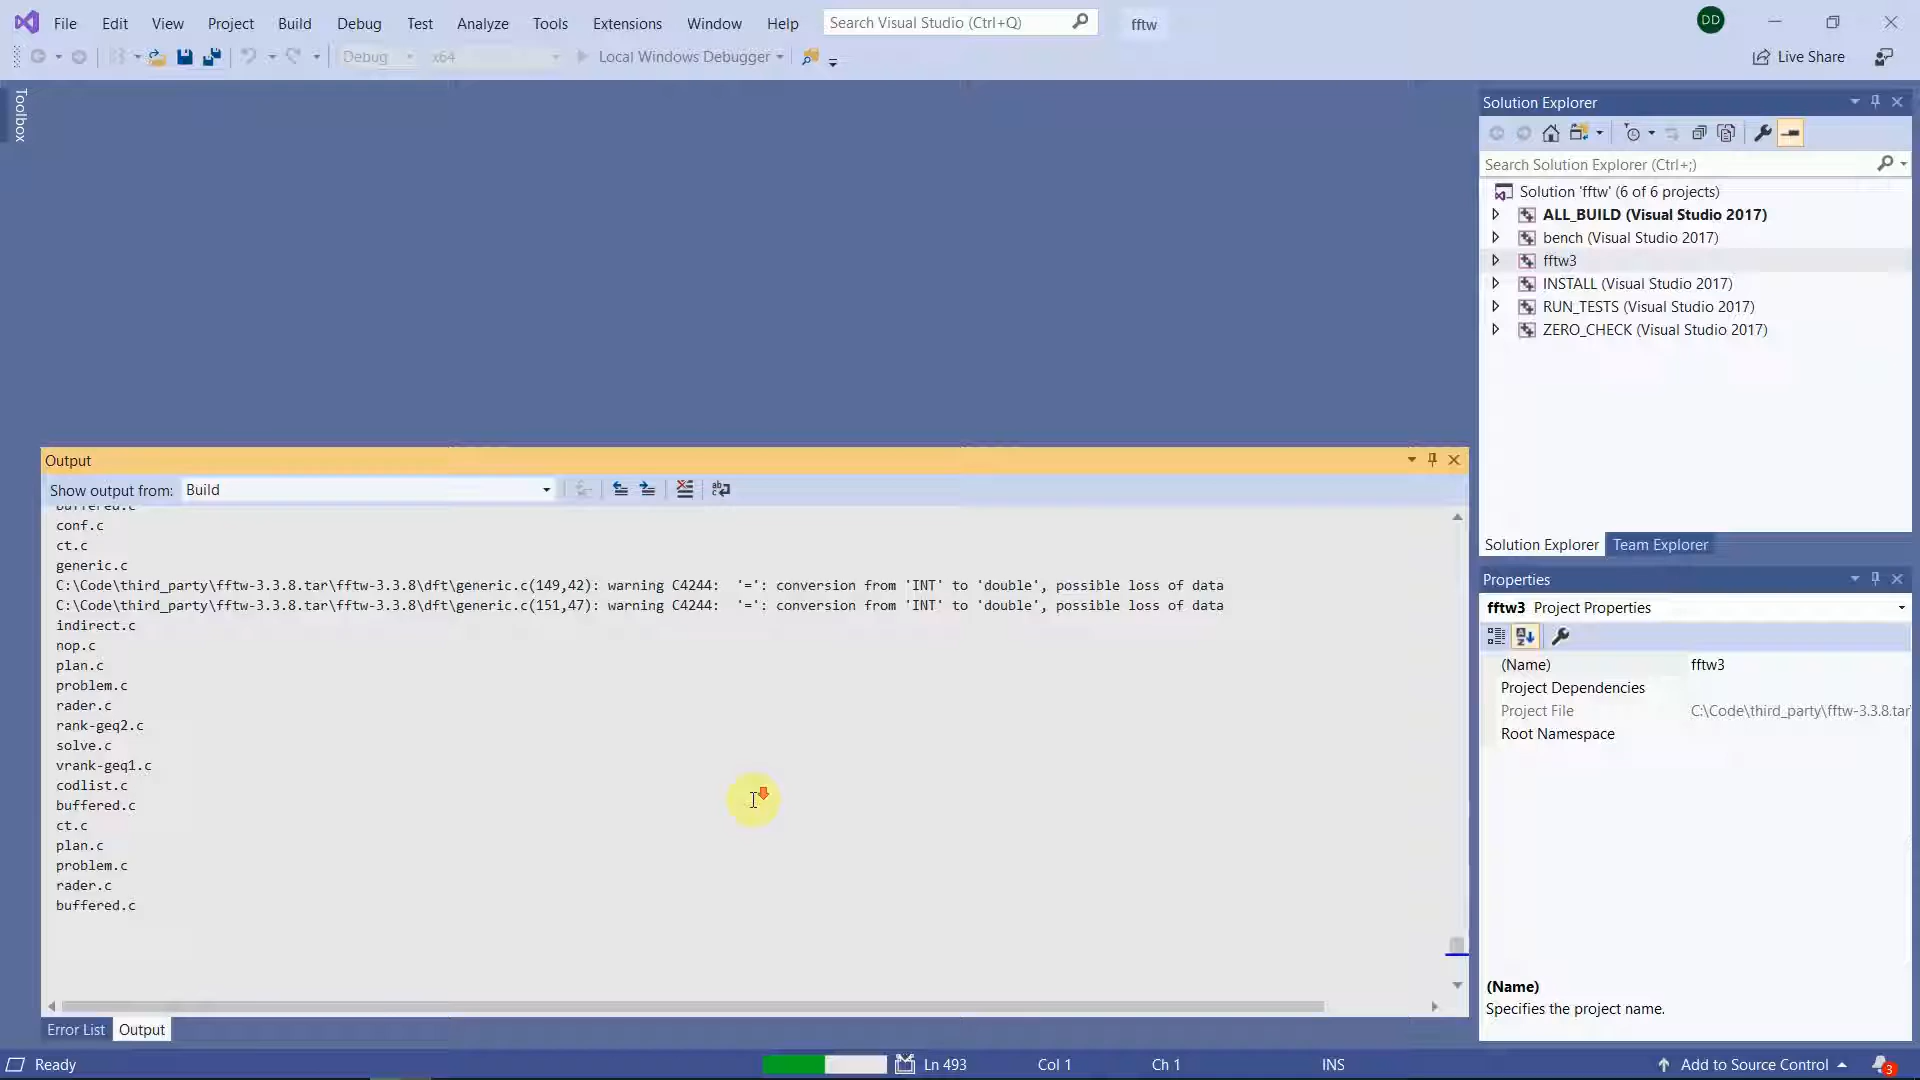 File Edit View Project Build Debug Test Analyze Tools Extensions Window Help Search Visual Studio (Ctrl+Q) fftw DD
Debug x64 Local Windows Debugger Live Share
Toolbox
Solution Explorer
Search Solution Explorer (Ctrl+;)
Solution 'fftw' (6 of 6 projects)
ALL_BUILD (Visual Studio 2017)
bench (Visual Studio 2017)
fftw3
INSTALL (Visual Studio 2017)
RUN_TESTS (Visual Studio 2017)
ZERO_CHECK (Visual Studio 2017)
Solution Explorer Team Explorer
Output
Show output from: Build
buffered.c
conf.c
ct.c
generic.c
C:\Code\third_party\fftw-3.3.8.tar\fftw-3.3.8\dft\generic.c(149,42): warning C4244: '=': conversion from 'INT' to 'double', possible loss of data
C:\Code\third_party\fftw-3.3.8.tar\fftw-3.3.8\dft\generic.c(151,47): warning C4244: '=': conversion from 'INT' to 'double', possible loss of data
indirect.c
nop.c
plan.c
problem.c
rader.c
rank-geq2.c
solve.c
vrank-geq1.c
codlist.c
buffered.c
ct.c
plan.c
problem.c
rader.c
buffered.c
Error List Output
Properties
fftw3 Project Properties
(Name) fftw3
Project Dependencies
Project File C:\Code\third_party\fftw-3.3.8.tar
Root Namespace
(Name)
Specifies the project name.
Ready Ln 493 Col 1 Ch 1 INS Add to Source Control 3